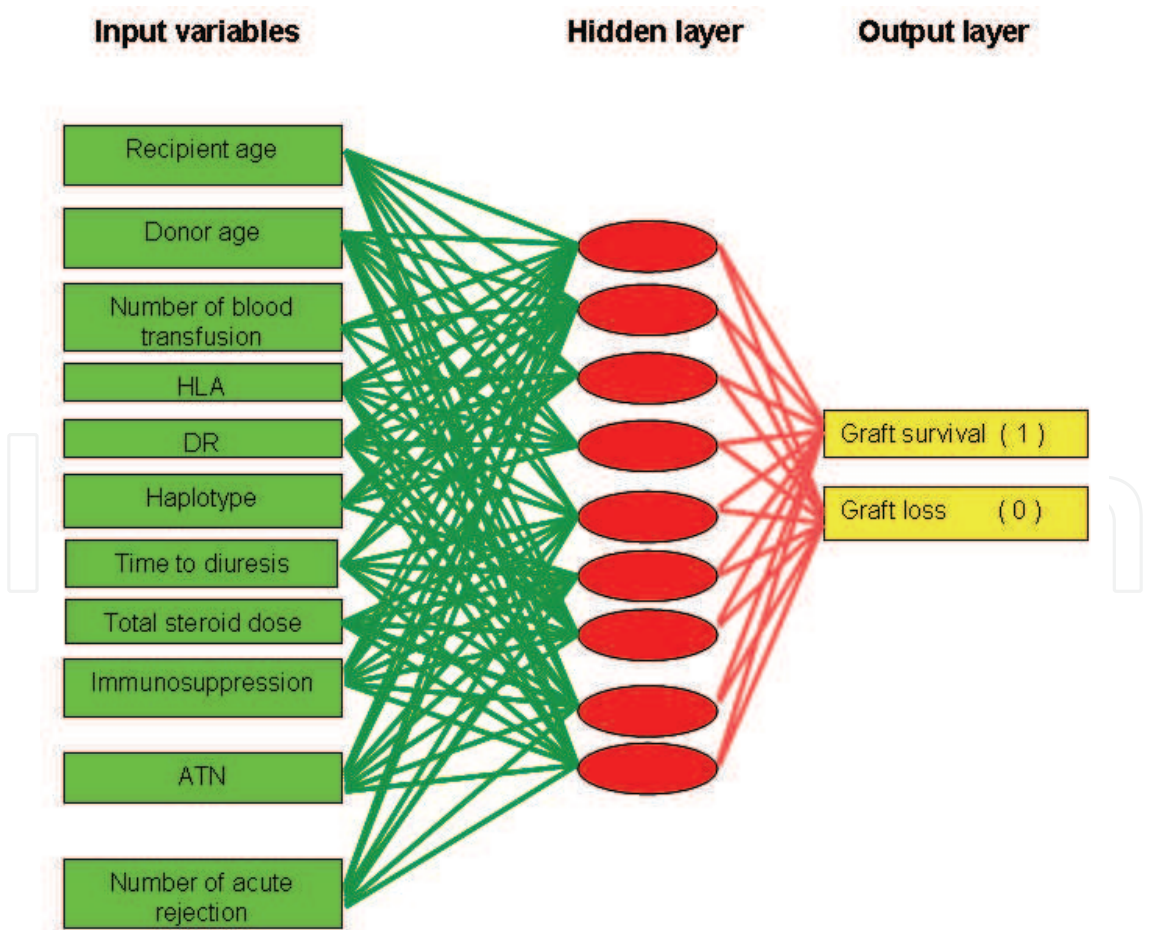 Input variables
Hidden layer
Output layer
Recipient age
Donor age
Number of blood
transfusion
HLA
DR
Haplotype
Time to diuresis
Total steroid dose
Immunosuppression
ATN
Number of acute
rejection
Graft survival ( 1 )
Graft loss ( 0 )